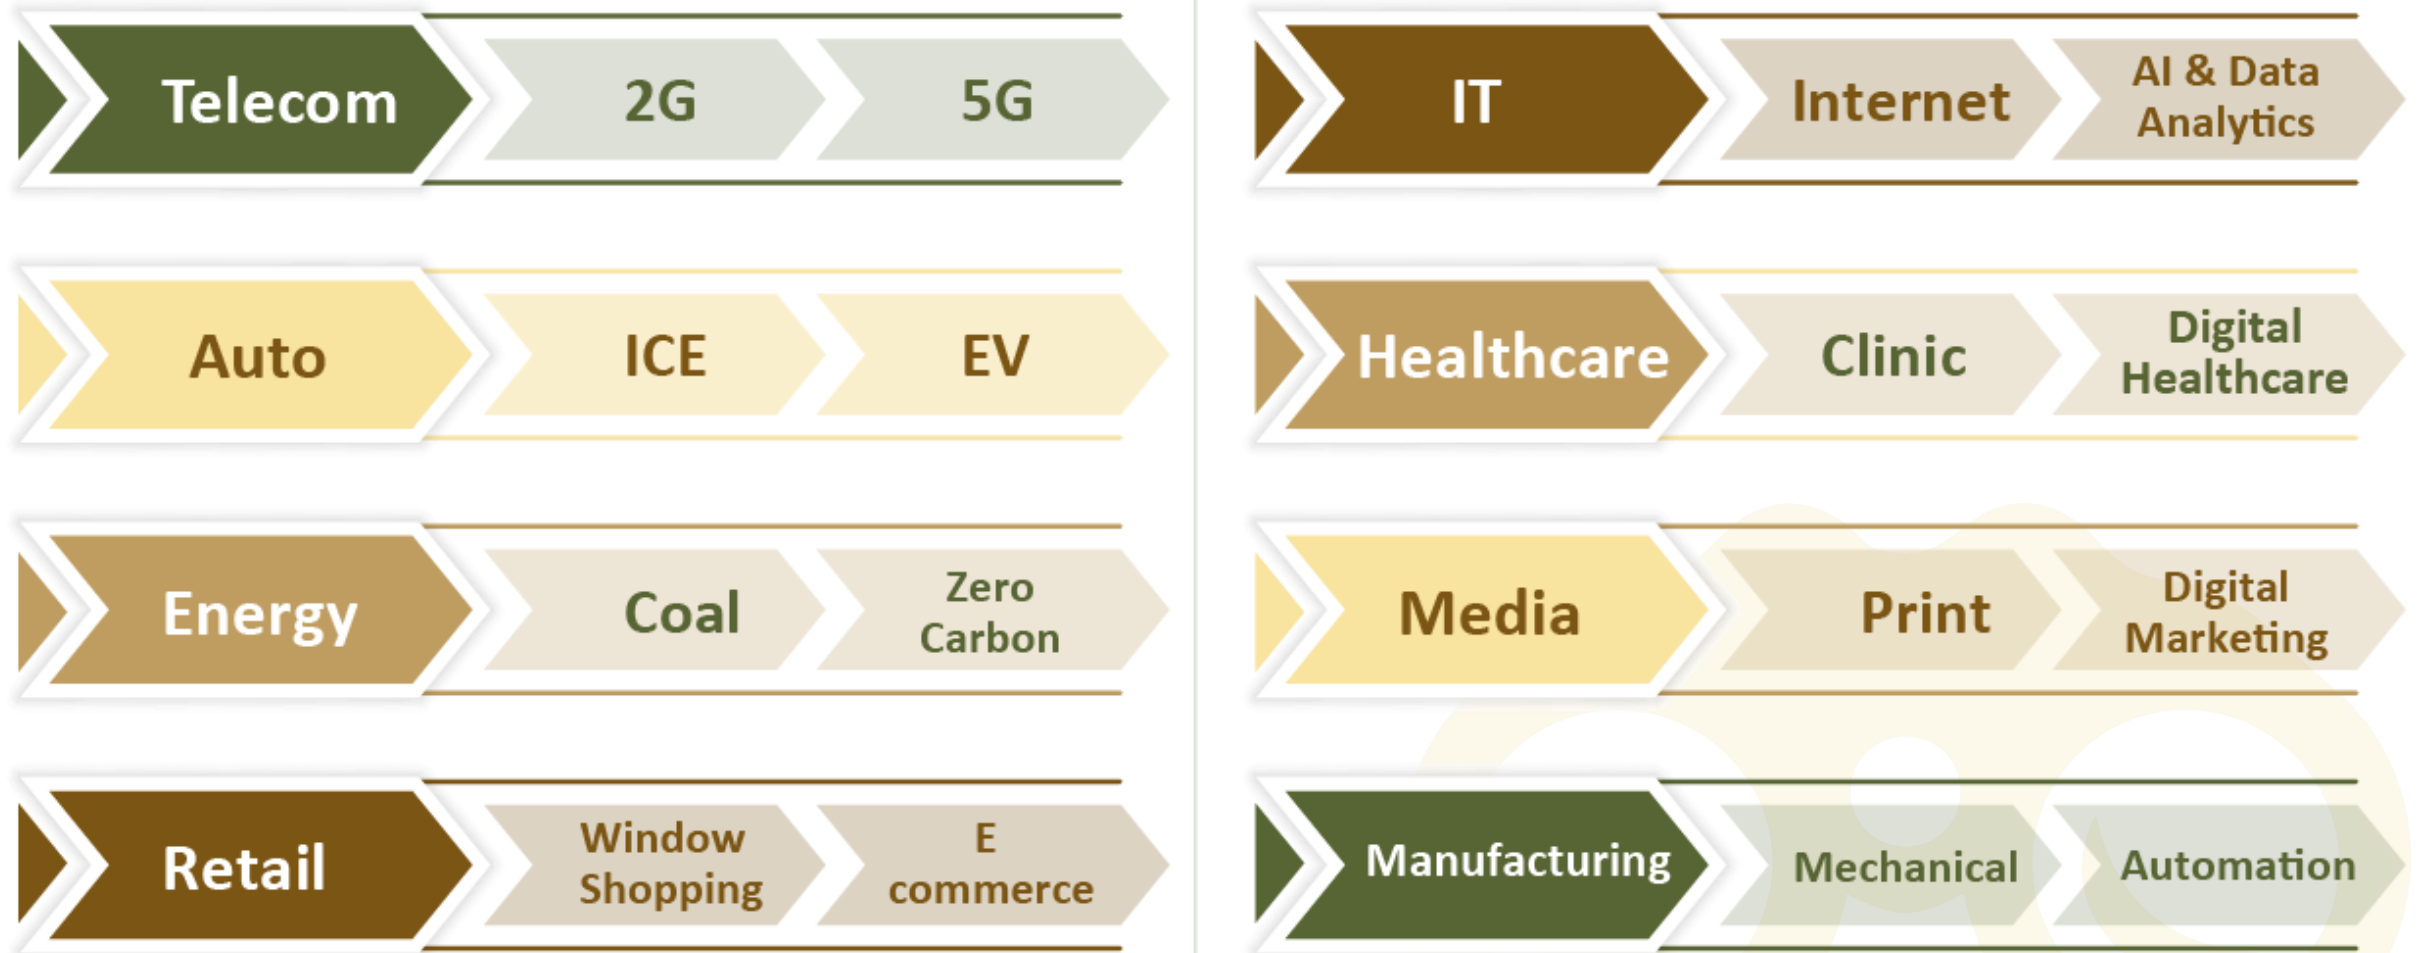 Telecom
2G
5G
Auto
ICE
EV
Energy
Coal
Zero
Carbon
Retail
Window
Shopping
E
commerce
IT
Internet
AI & Data
Analytics
Healthcare
Clinic
Digital
Healthcare
Media
Print
Digital
Marketing
Manufacturing
Mechanical
Automation